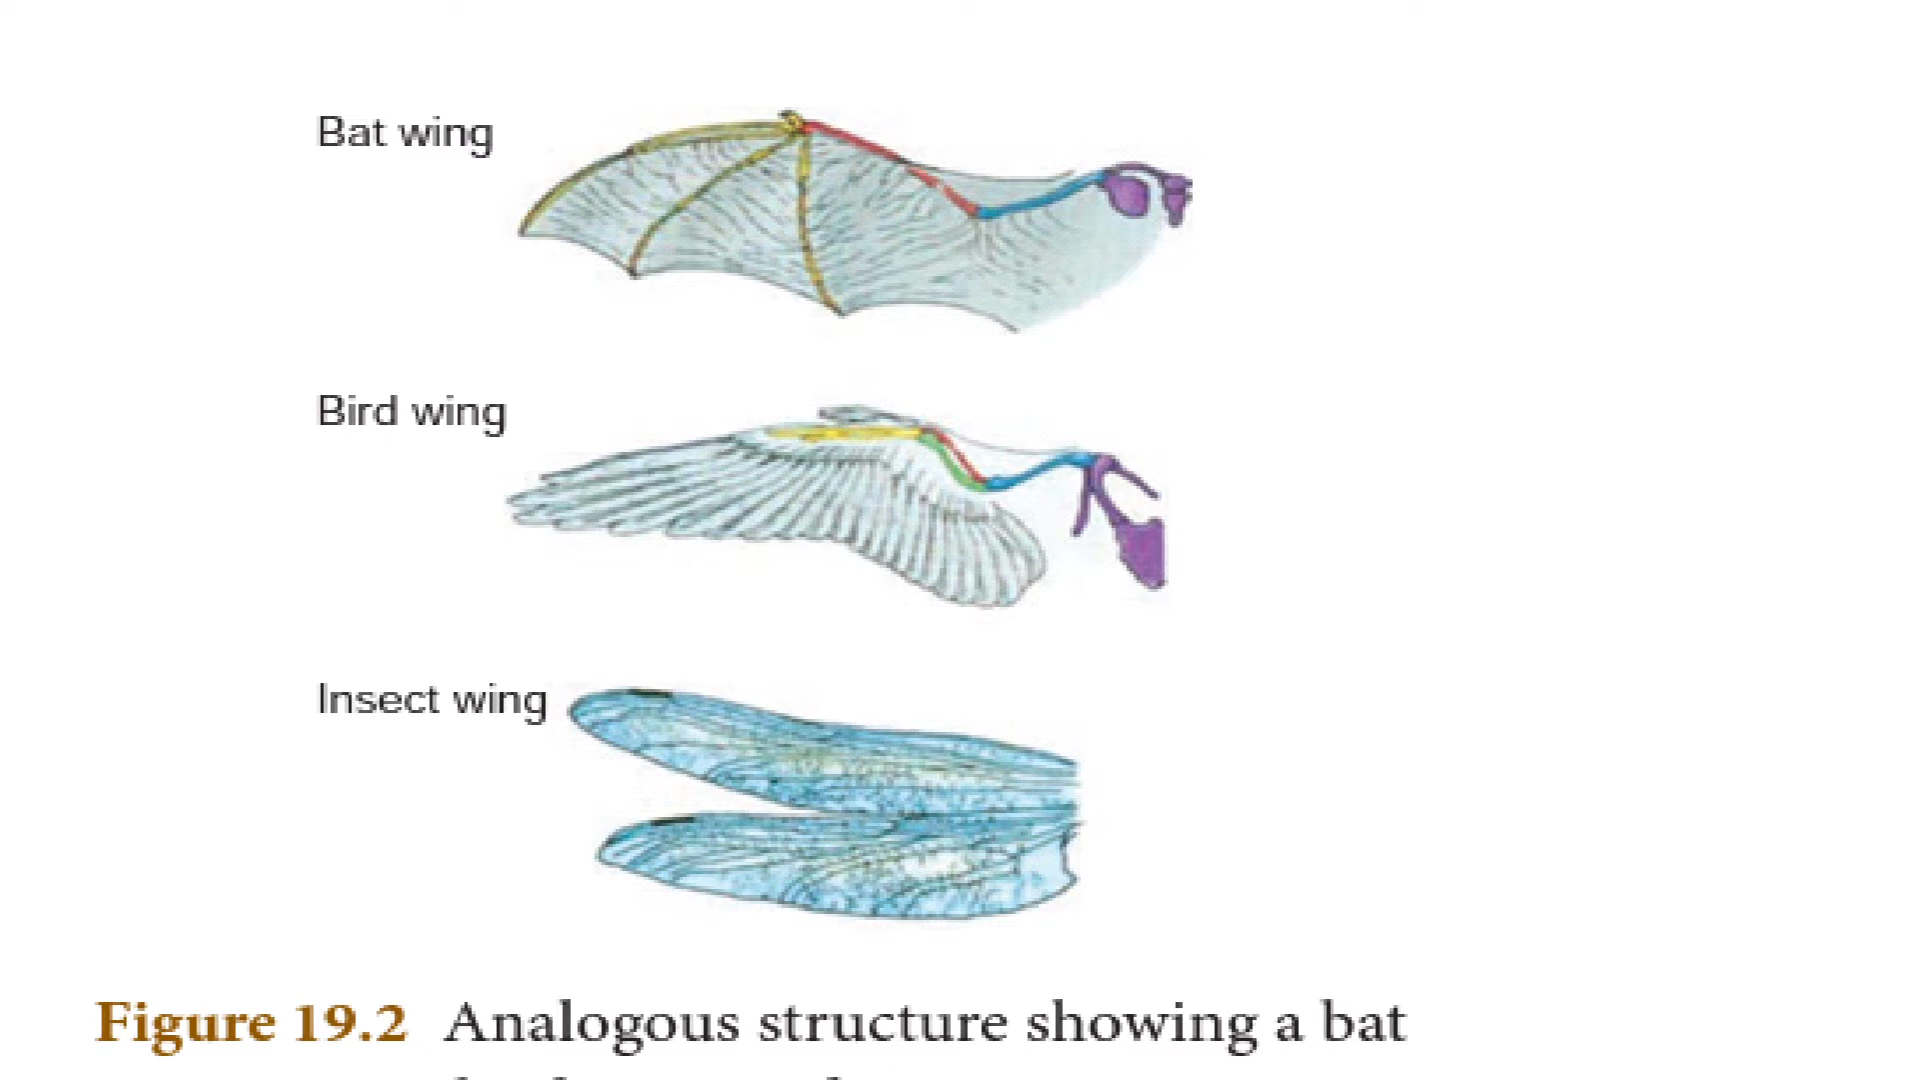 Bat wing
Bird wing
Insect wing
Figure 19.2 Analogous structure showing a bat